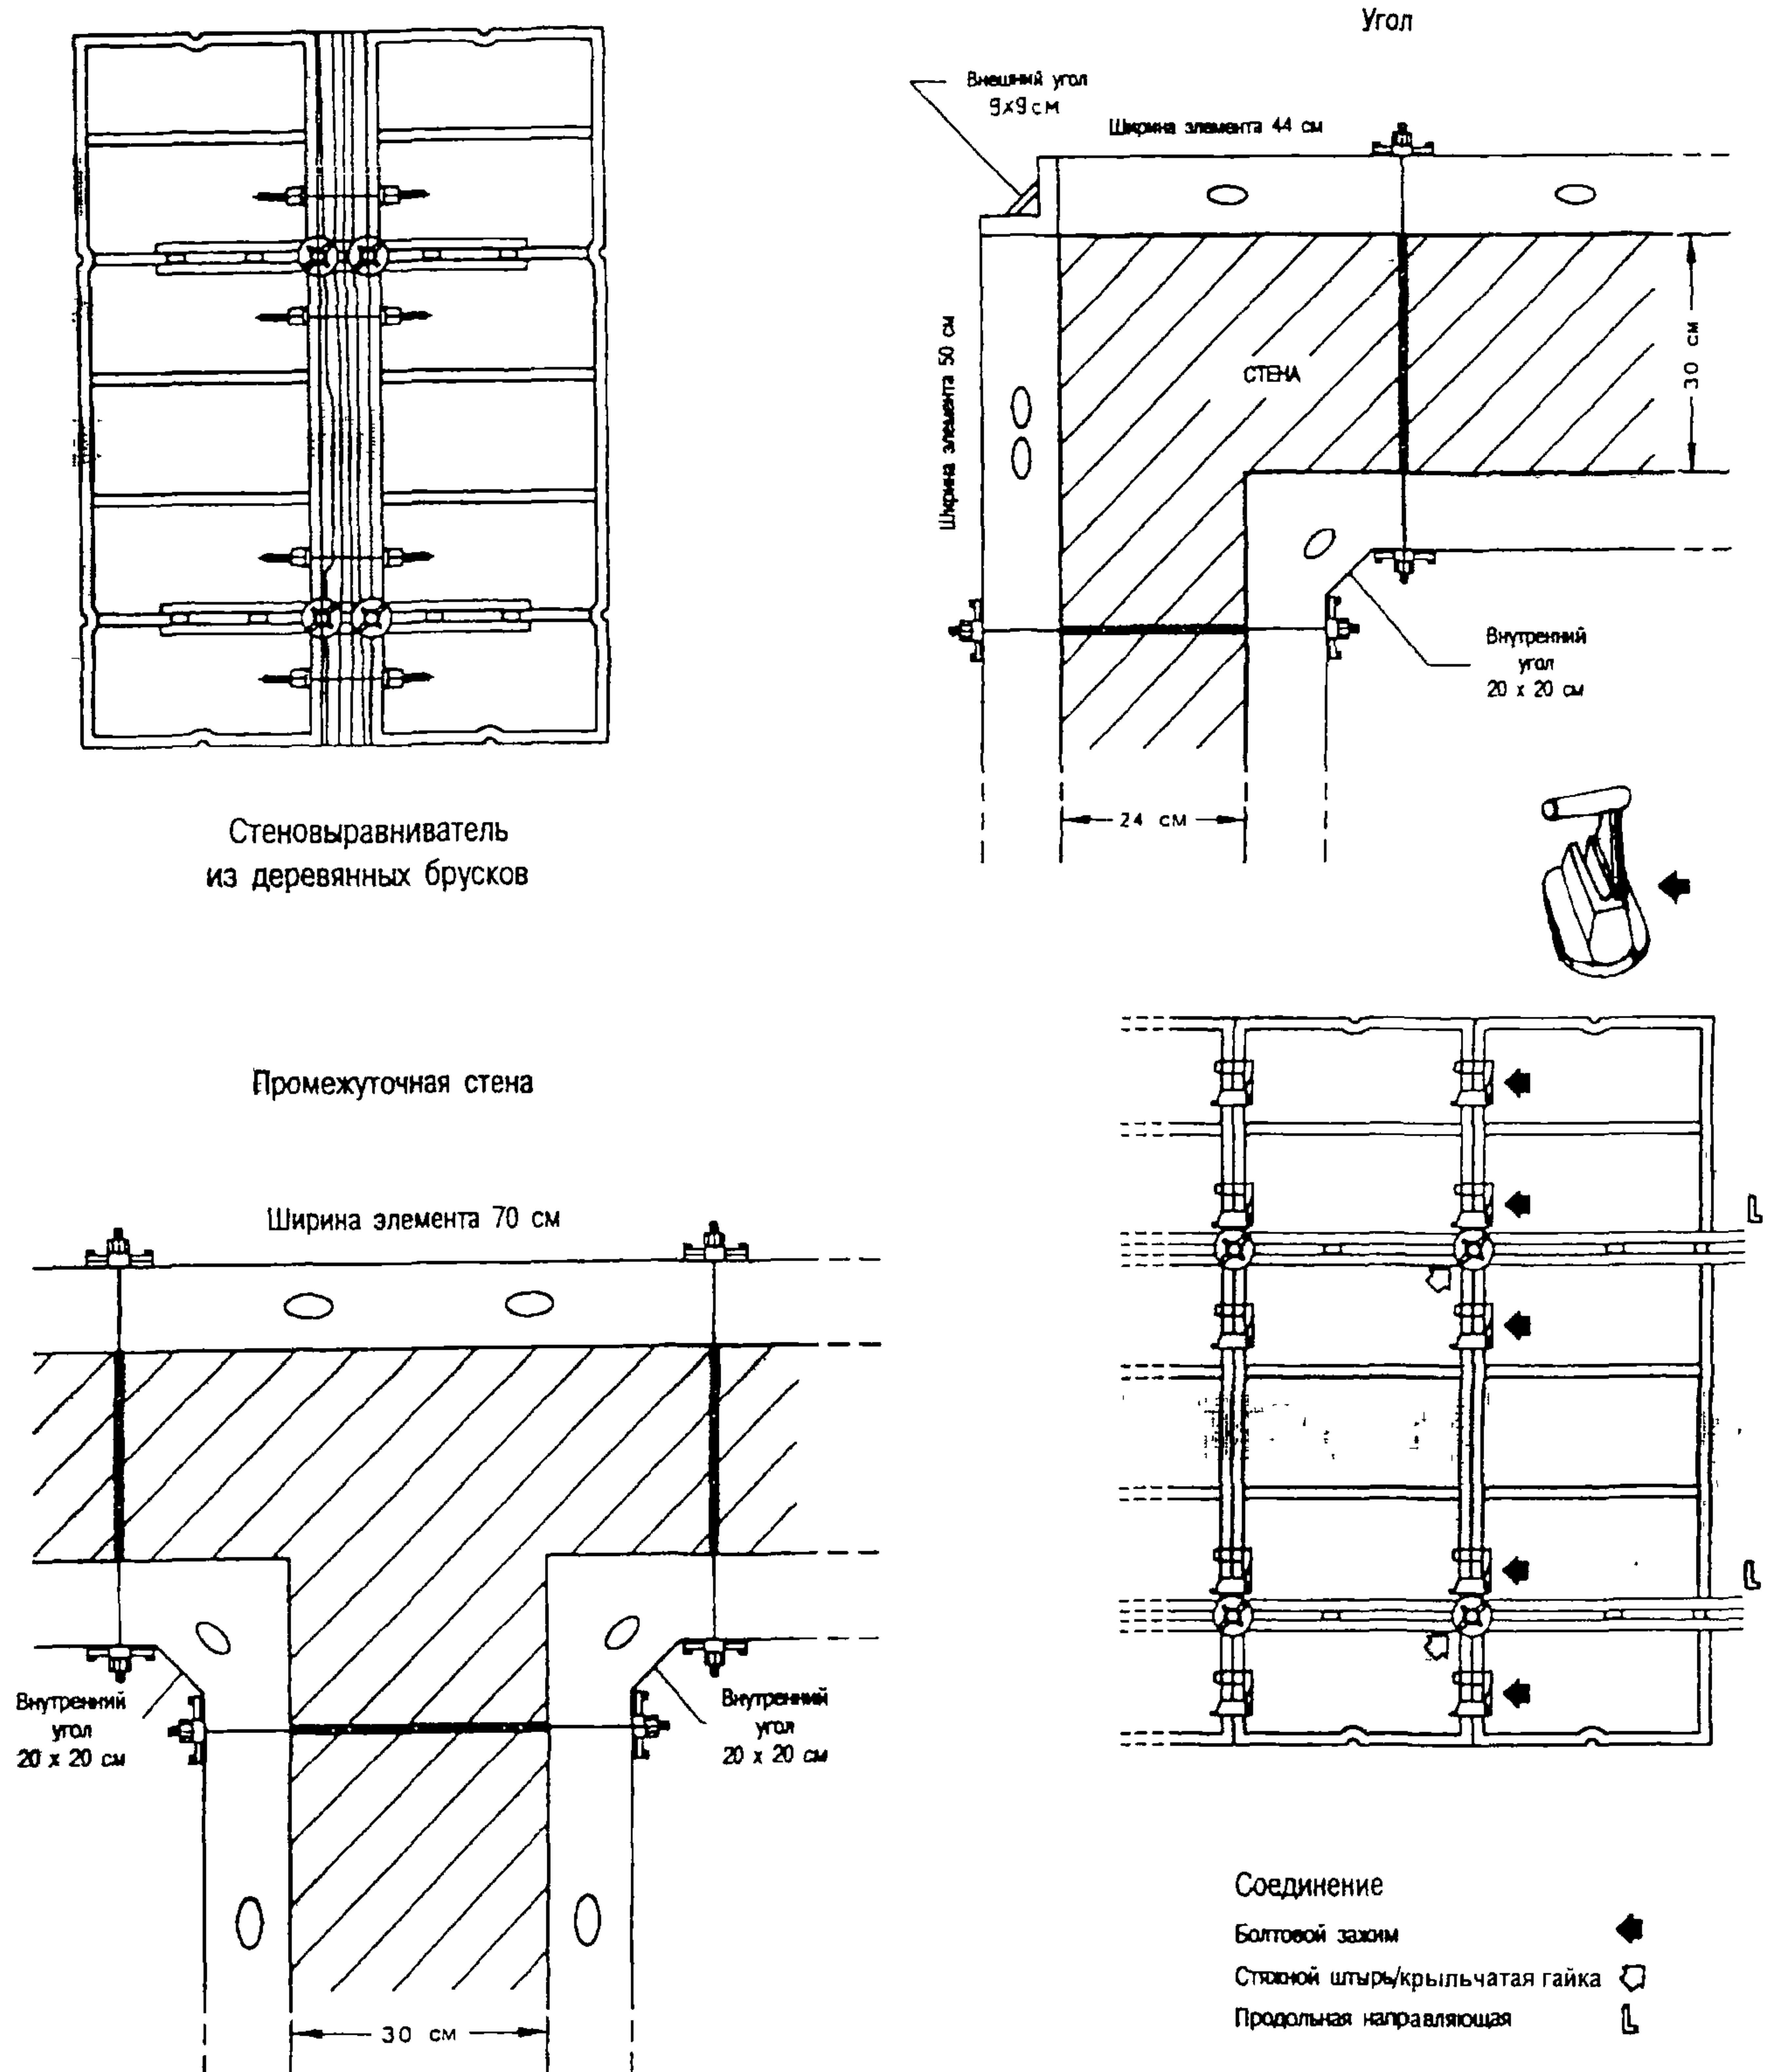 Угол
Внешний угол
9x9 см
Ширина элемента 44 см
Ширина элемента 50 см
СТЕНА
30 см
Внутренний
угол
20 x 20 см
24 см
Стеновыравниватель
из деревянных брусков
Промежуточная стена
Ширина элемента 70 см
Внутренний
угол
20 x 20 см
Внутренний
угол
20 x 20 см
30 см
L
L
Соединение
Болтовой зажим
Стяжной штырь/крыльчатая гайка
Продольная направляющая L